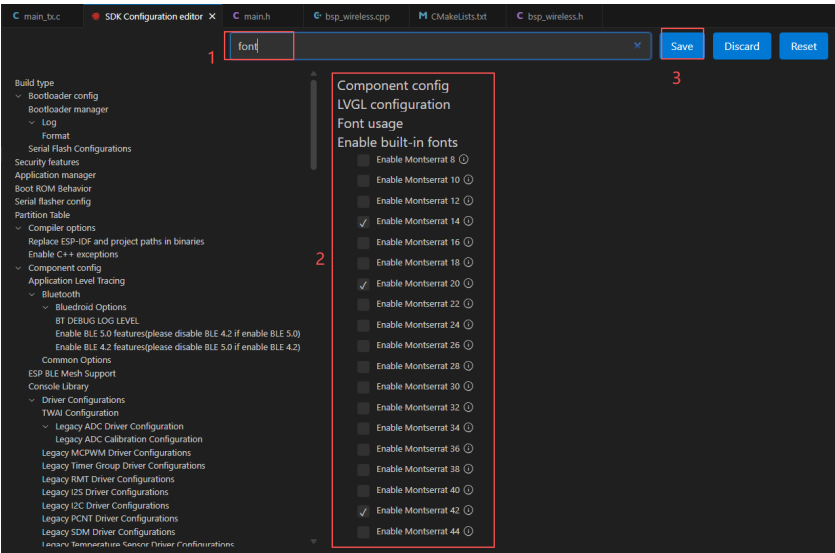 main_tx.c SDK Configuration editor main.h bsp_wireless.cpp CMakeLists.txt bsp_wireless.h
1 font Save Discard Reset
3
Build type
Bootloader config
Bootloader manager
Log
Format
Serial Flash Configurations
Security features
Application manager
Boot ROM Behavior
Serial flasher config
Partition Table
Compiler options
Replace ESP-IDF and project paths in binaries
Enable C++ exceptions
Component config
Application Level Tracing
Bluetooth
Bluedroid Options
BT DEBUG LOG LEVEL
Enable BLE 5.0 features(please disable BLE 4.2 if enable BLE 5.0)
Enable BLE 4.2 features(please disable BLE 5.0 if enable BLE 4.2)
Common Options
ESP BLE Mesh Support
Console Library
Driver Configurations
TWAI Configuration
Legacy ADC Driver Configuration
Legacy ADC Calibration Configuration
Legacy MCPWM Driver Configurations
Legacy Timer Group Driver Configurations
Legacy RMT Driver Configurations
Legacy I2S Driver Configurations
Legacy I2C Driver Configurations
Legacy PCNT Driver Configurations
Legacy SDM Driver Configurations
Legacy Temperature Sensor Driver Configurations
2
Component config
LVGL configuration
Font usage
Enable built-in fonts
Enable Montserrat 8
Enable Montserrat 10
Enable Montserrat 12
Enable Montserrat 14
Enable Montserrat 16
Enable Montserrat 18
Enable Montserrat 20
Enable Montserrat 22
Enable Montserrat 24
Enable Montserrat 26
Enable Montserrat 28
Enable Montserrat 30
Enable Montserrat 32
Enable Montserrat 34
Enable Montserrat 36
Enable Montserrat 38
Enable Montserrat 40
Enable Montserrat 42
Enable Montserrat 44